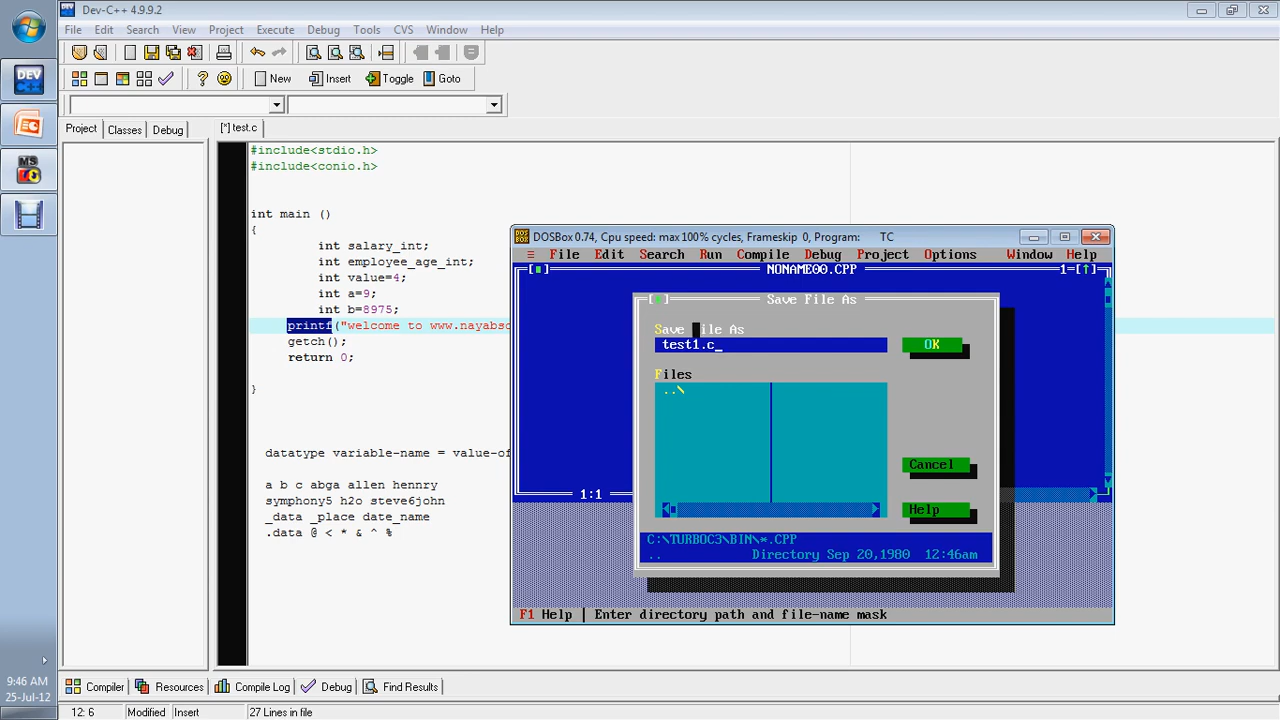 Dev-C++ 4.9.9.2
File Edit Search View Project Execute Debug Tools CVS Window Help
New Insert Toggle Goto
Project Classes Debug
[*] test.c
#include<stdio.h>
#include<conio.h>
int main ()
{
int salary_int;
int employee_age_int;
int value=4;
int a=9;
int b=8975;
printf("welcome to www.nayabso
getch();
return 0;
}
datatype variable-name = value-of
a b c abga allen hennry
symphony5 h2o steve6john
_data _place date_name
.data @ < * & ^ %
DOSBox 0.74, Cpu speed: max 100% cycles, Frameskip 0, Program: TC
≡ File Edit Search Run Compile Debug Project Options Window Help
[■] NONAME00.CPP 1=[↑]
Save File As
Save File As
test1.c_
OK
Files
..\
Cancel
Help
C:\TURBOC3\BIN\*.CPP
.. Directory Sep 20,1980 12:46am
1:1
F1 Help | Enter directory path and file-name mask
DEV C++
MS
9:46 AM
25-Jul-12
Compiler Resources Compile Log Debug Find Results
12: 6 Modified Insert 27 Lines in file